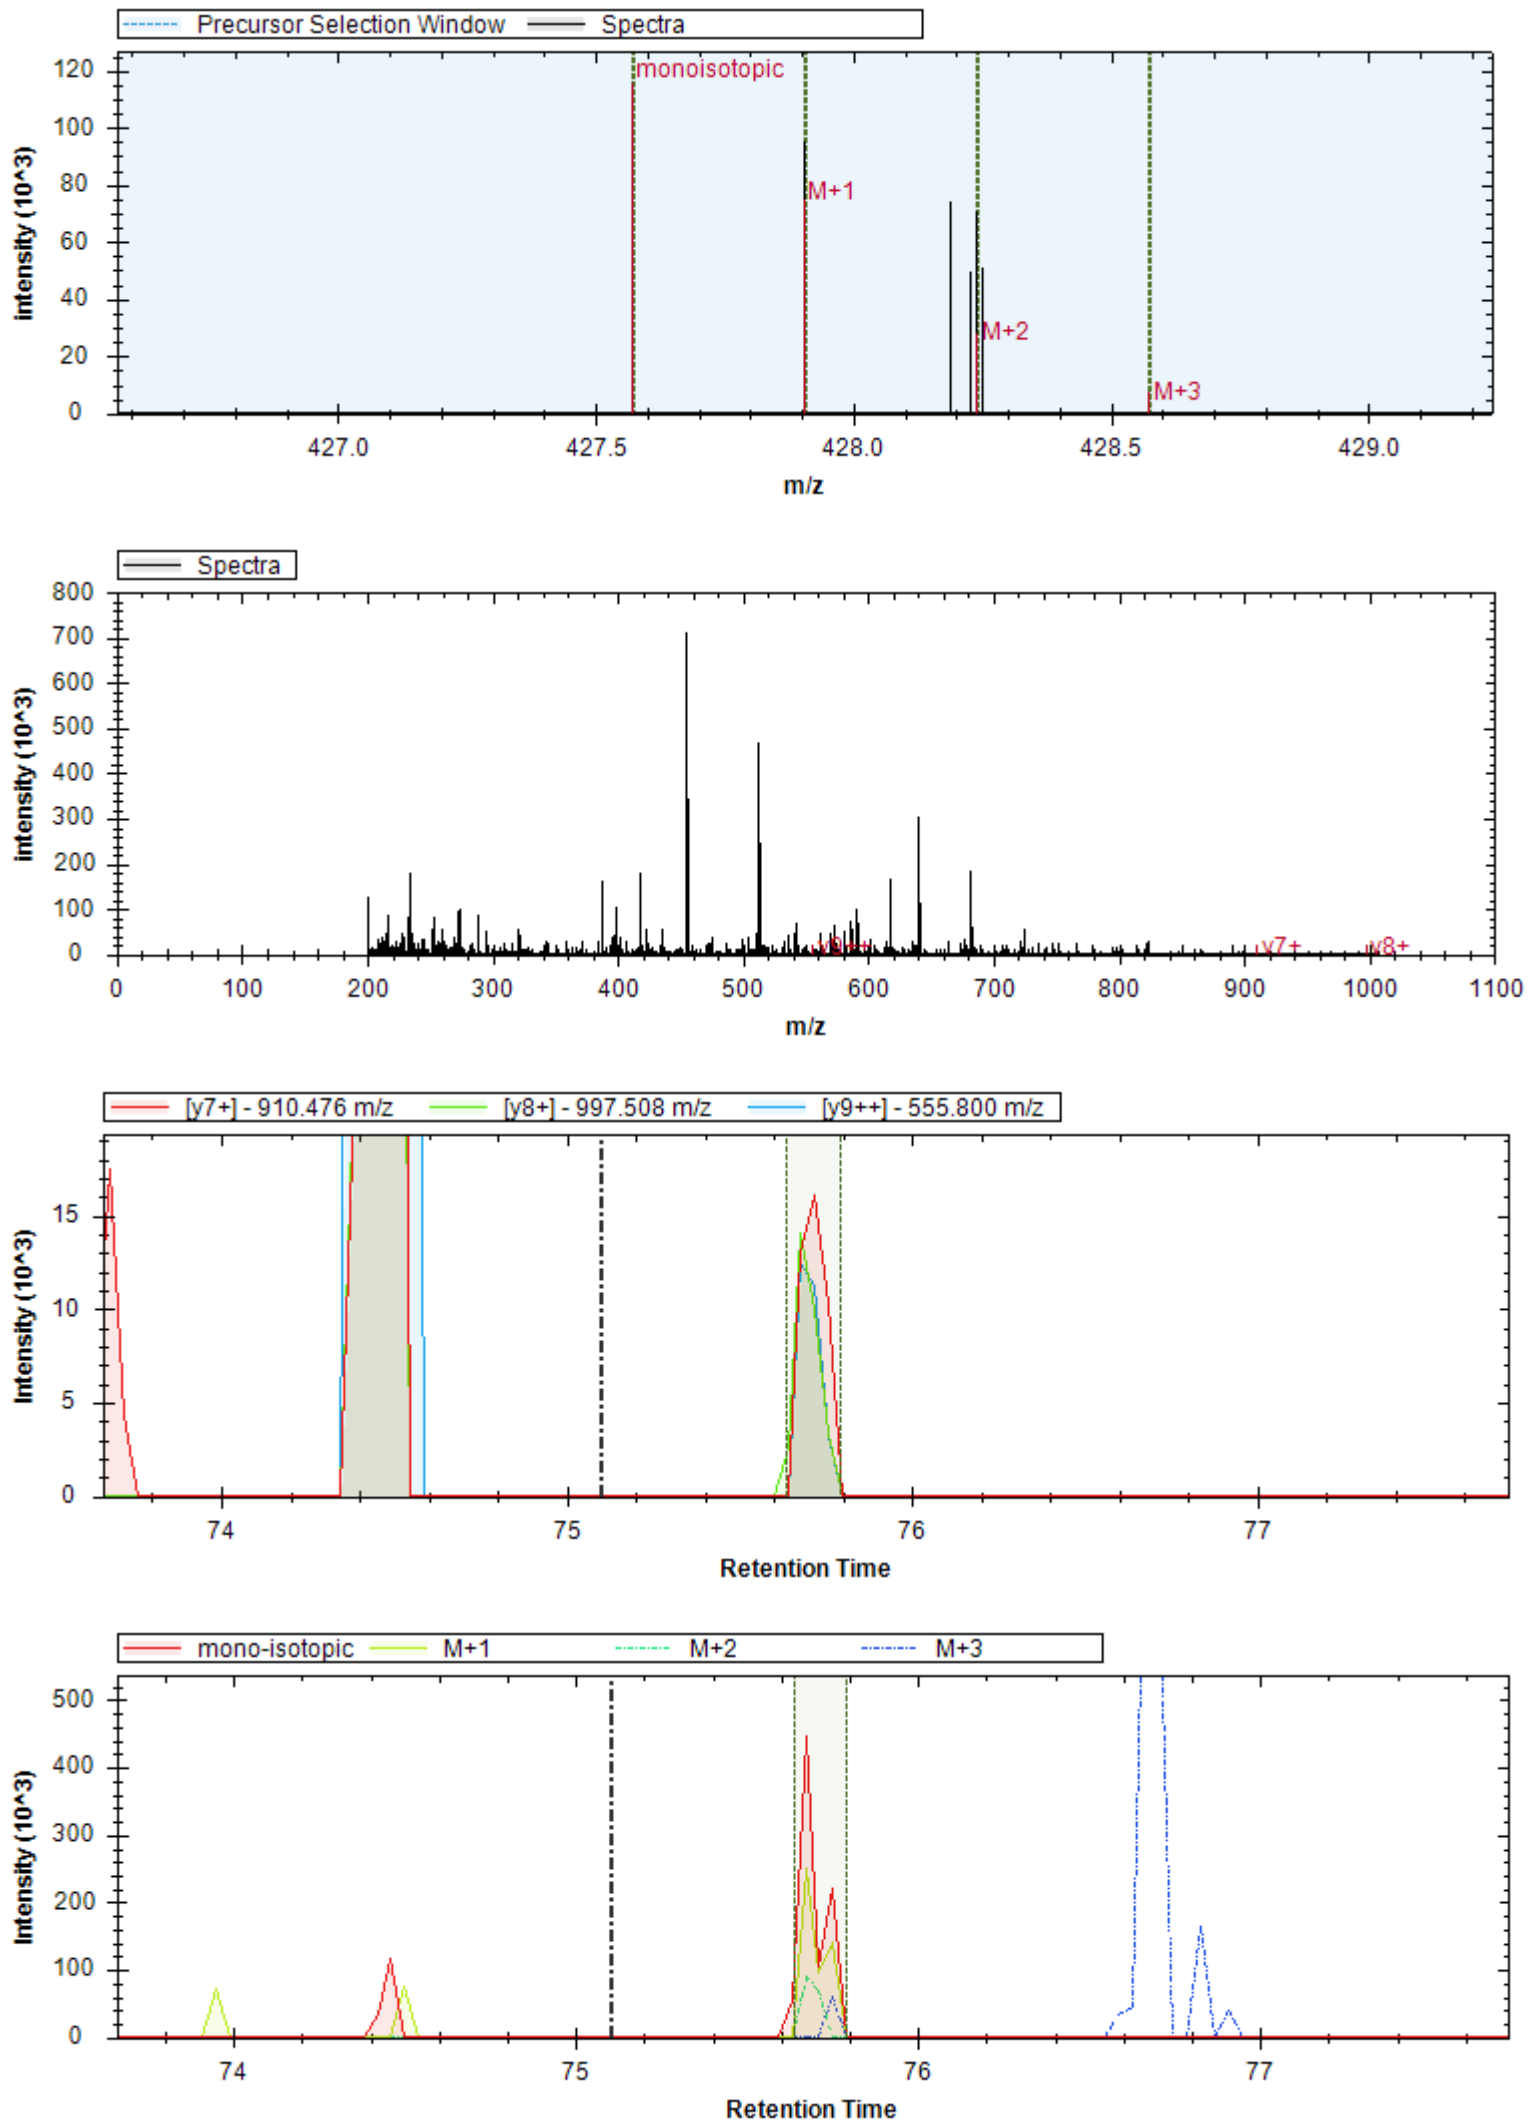 Precursor Selection Window Spectra
120
100
80
60
40
20
0
intensity (10^3)
monoisotopic
M+1
M+2
M+3
427.0 427.5 428.0 428.5 429.0
m/z
Spectra
800
700
600
500
400
300
200
100
0
intensity (10^3)
y9++ y7+ y8+
0 100 200 300 400 500 600 700 800 900 1000 1100
m/z
[y7+] - 910.476 m/z [y8+] - 997.508 m/z [y9++] - 555.800 m/z
15
10
5
0
Intensity (10^3)
74 75 76 77
Retention Time
mono-isotopic M+1 M+2 M+3
500
400
300
200
100
0
Intensity (10^3)
74 75 76 77
Retention Time